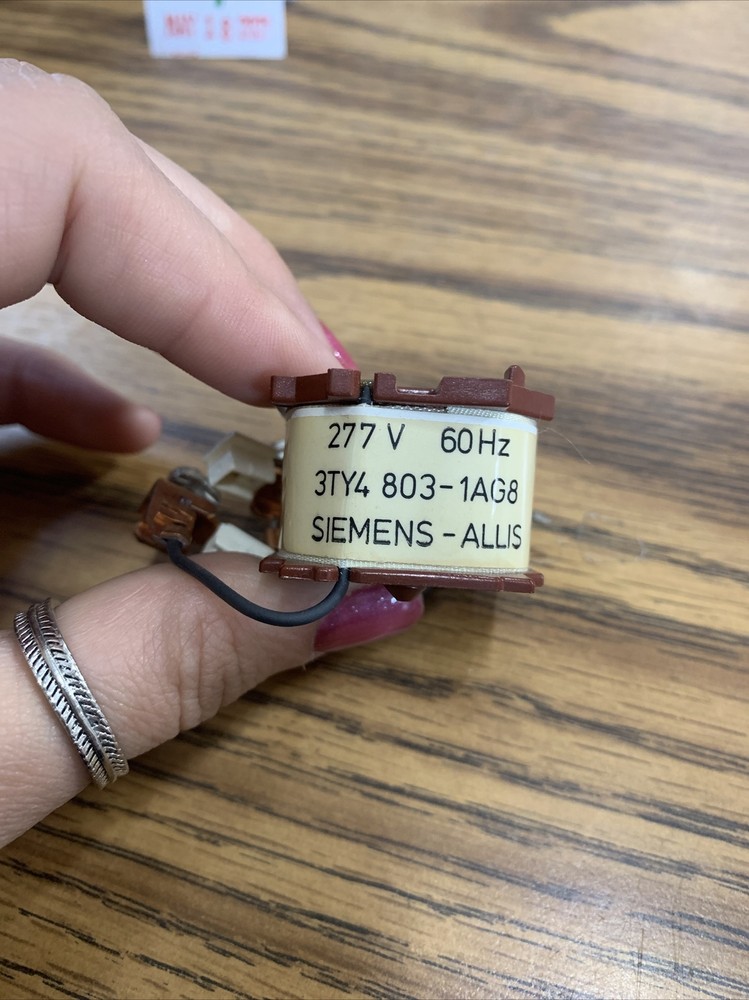 277 V 60 Hz
3TY4 803-1AG8
SIEMENS-ALLIS